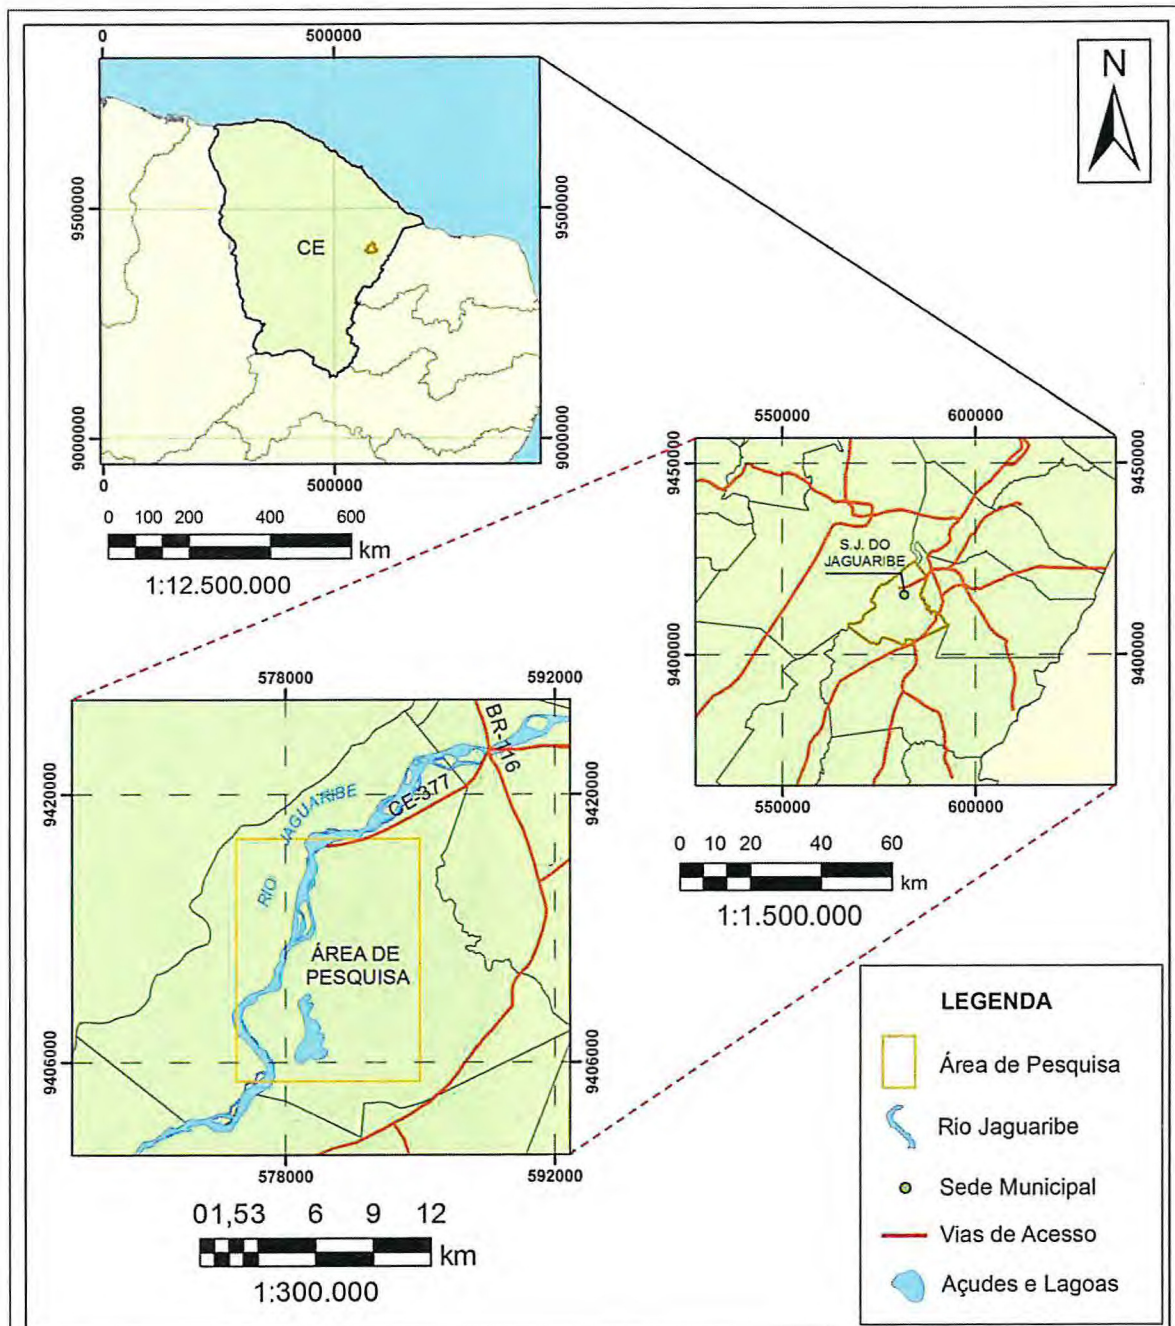 0
500000
N
9500000
9500000
CE
9000000
9000000
0
500000
0 100 200 400 600
km
1:12.500.000
550000
600000
9450000
9450000
S.J. DO
JAGUARIBE
9400000
9400000
550000
600000
0 10 20 40 60
km
1:1.500.000
578000
592000
BR-116
9420000
9420000
CE-377
RIO JAGUARIBE
ÁREA DE
PESQUISA
9406000
9406000
578000
592000
01,53 6 9 12
km
1:300.000
LEGENDA
Área de Pesquisa
Rio Jaguaribe
Sede Municipal
Vias de Acesso
Açudes e Lagoas